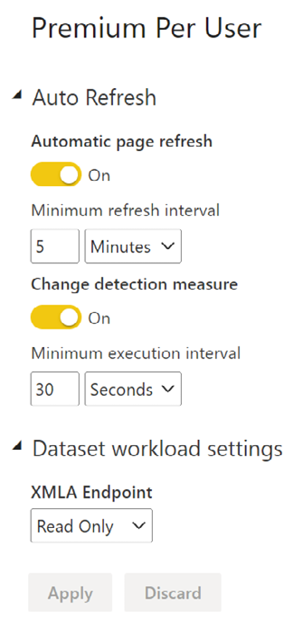 Premium Per User
Auto Refresh
Automatic page refresh
On
Minimum refresh interval
5 Minutes
Change detection measure
On
Minimum execution interval
30 Seconds
Dataset workload settings
XMLA Endpoint
Read Only
Apply Discard